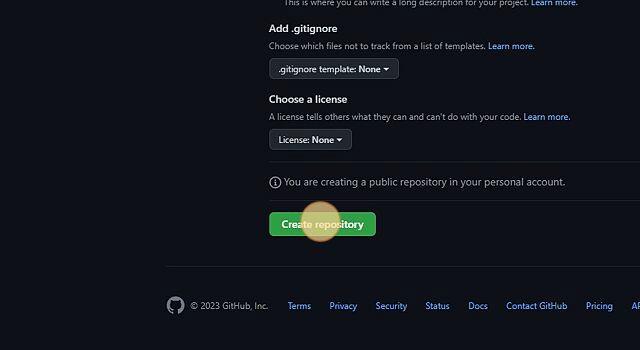 This is where you can write a long description for your project. Learn more.
Add .gitignore
Choose which files not to track from a list of templates. Learn more.
.gitignore template: None
Choose a license
A license tells others what they can and can't do with your code. Learn more.
License: None
You are creating a public repository in your personal account.
Create repository
© 2023 GitHub, Inc. Terms Privacy Security Status Docs Contact GitHub Pricing